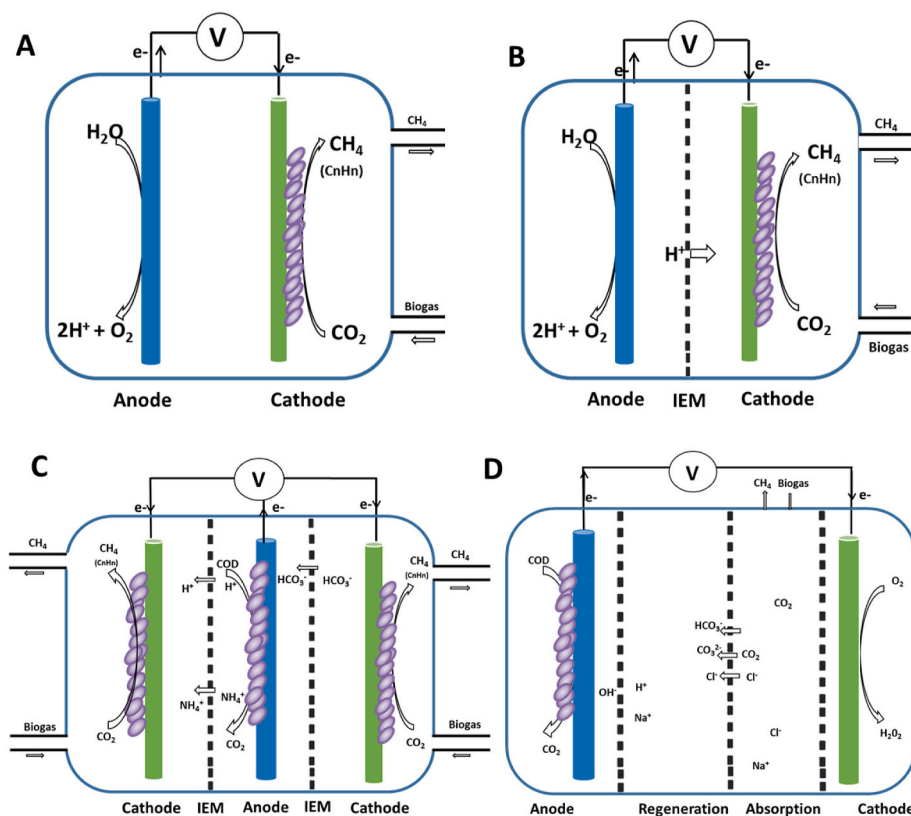 A
V
e-
e-
H₂O
CH₄
(CnHn)
CH₄
2H⁺ + O₂
CO₂
Biogas
Anode
Cathode
B
V
e-
e-
H₂O
CH₄
(CnHn)
CH₄
H⁺
2H⁺ + O₂
CO₂
Biogas
Anode
IEM
Cathode
C
V
e-
e-
CH₄
CH₄
(CnHn)
H⁺
COD
H⁺
HCO₃⁻
HCO₃⁻
CH₄
(CnHn)
CH₄
NH₄⁺
NH₄⁺
Biogas
CO₂
CO₂
CO₂
Biogas
Cathode
IEM
Anode
IEM
Cathode
D
V
e-
CH₄
Biogas
e-
COD
CO₂
O₂
HCO₃⁻
CO₃²⁻
CO₂
Cl⁻
Cl⁻
OH⁻
H⁺
Na⁺
Cl⁻
CO₂
Na⁺
H₂O₂
Anode
Regeneration
Absorption
Cathode